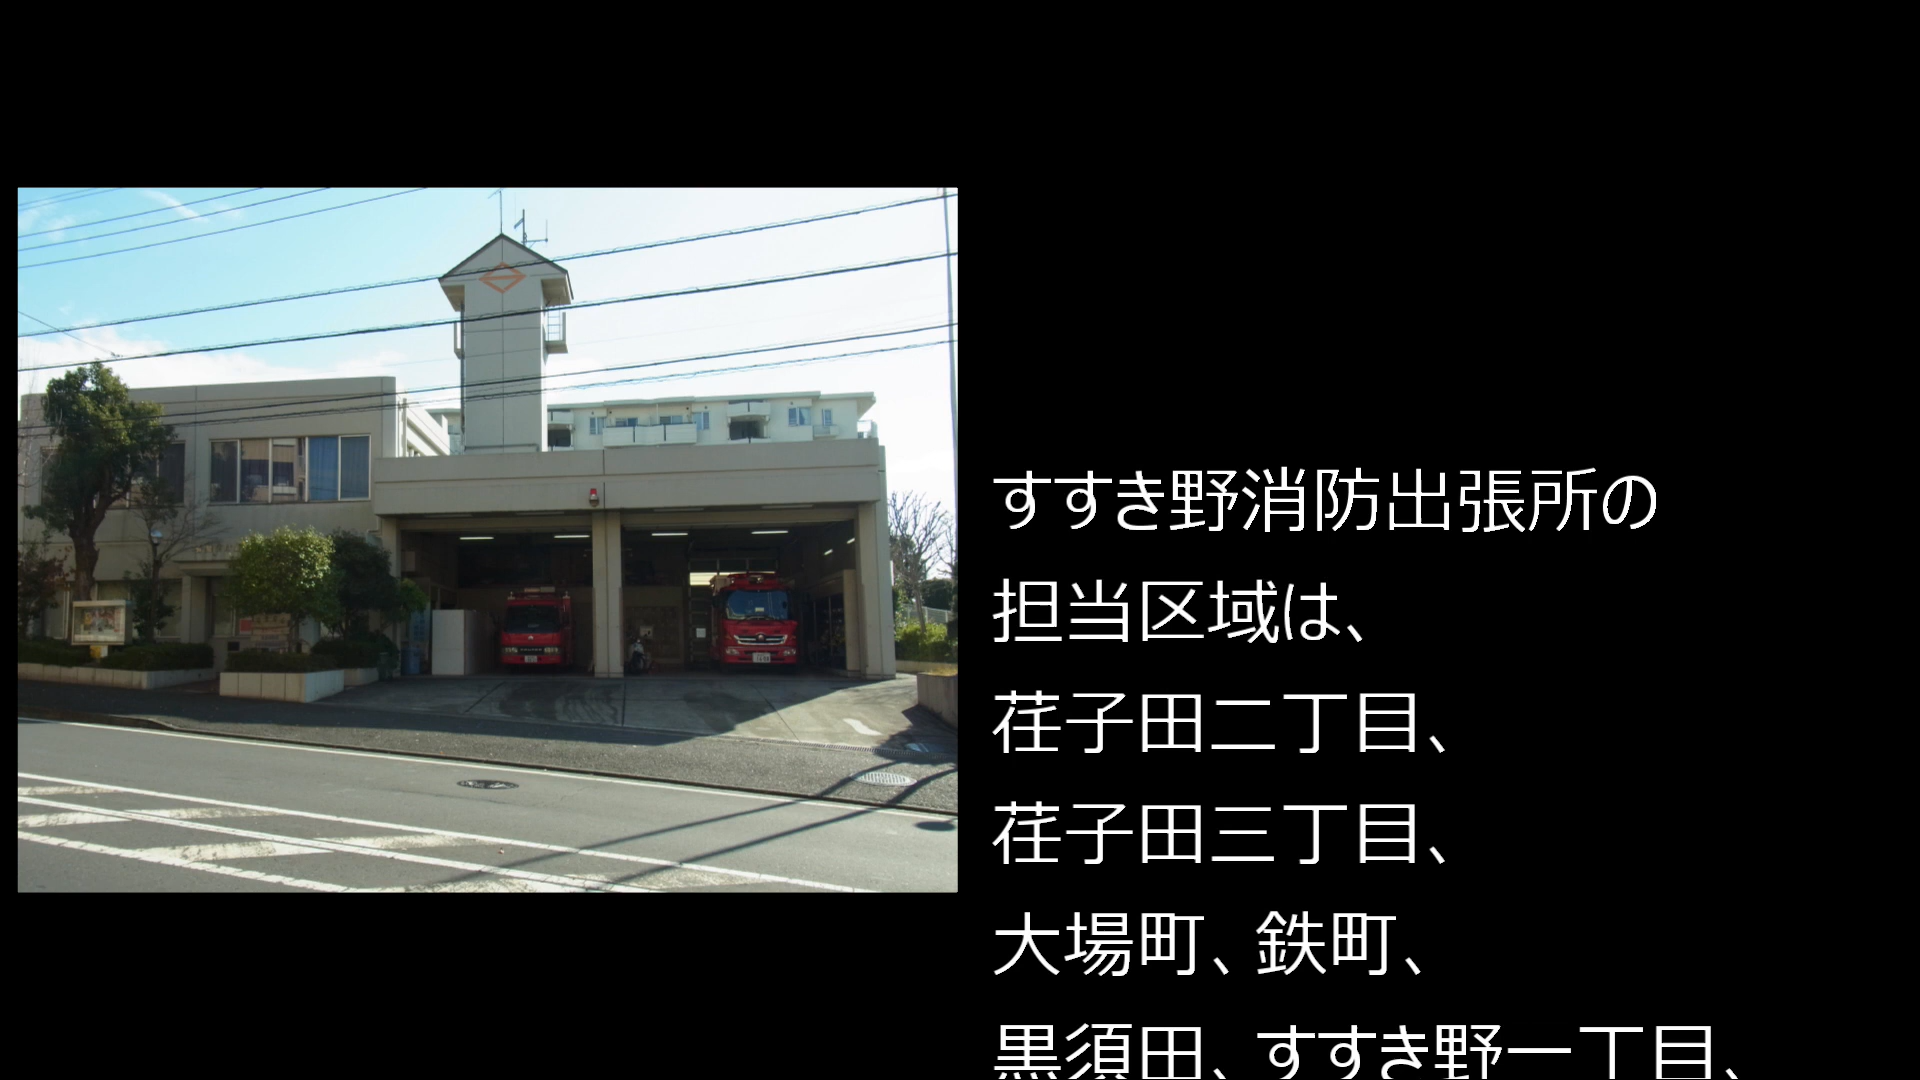 すすき野消防出張所の
担当区域は、
荏子田二丁目、
荏子田三丁目、
大場町、鉄町、
黒須田、すすき野一丁目、